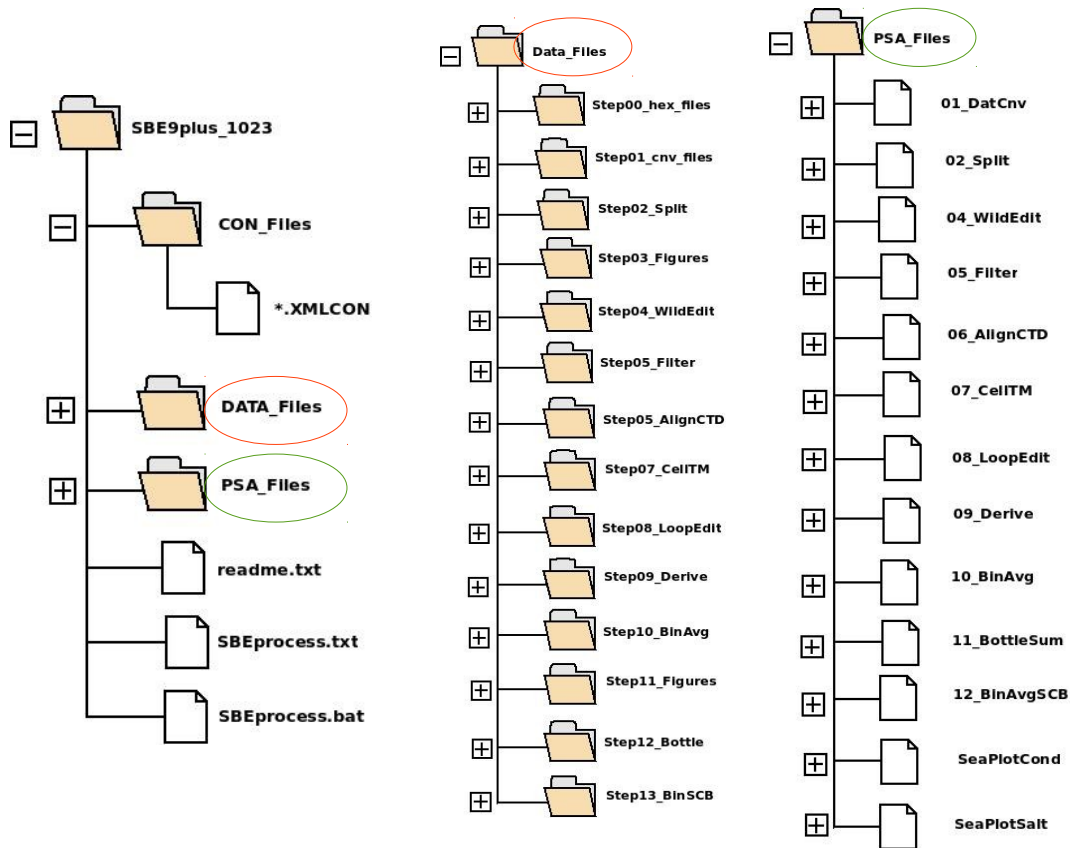 SBE9plus_1023
CON_Files
*.XMLCON
DATA_Files
PSA_Files
readme.txt
SBEprocess.txt
SBEprocess.bat
Data_Files
Step00_hex_files
Step01_cnv_files
Step02_Split
Step03_Figures
Step04_WildEdit
Step05_Filter
Step05_AlignCTD
Step07_CellTM
Step08_LoopEdit
Step09_Derive
Step10_BinAvg
Step11_Figures
Step12_Bottle
Step13_BinSCB
PSA_Files
01_DatCnv
02_Split
04_WildEdit
05_Filter
06_AlignCTD
07_CellTM
08_LoopEdit
09_Derive
10_BinAvg
11_BottleSum
12_BinAvgSCB
SeaPlotCond
SeaPlotSalt